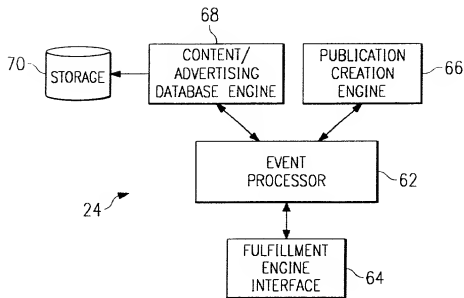 68
70
STORAGE
CONTENT/
ADVERTISING
DATABASE ENGINE
PUBLICATION
CREATION
ENGINE
66
EVENT
PROCESSOR
62
24
FULFILLMENT
ENGINE
INTERFACE
64